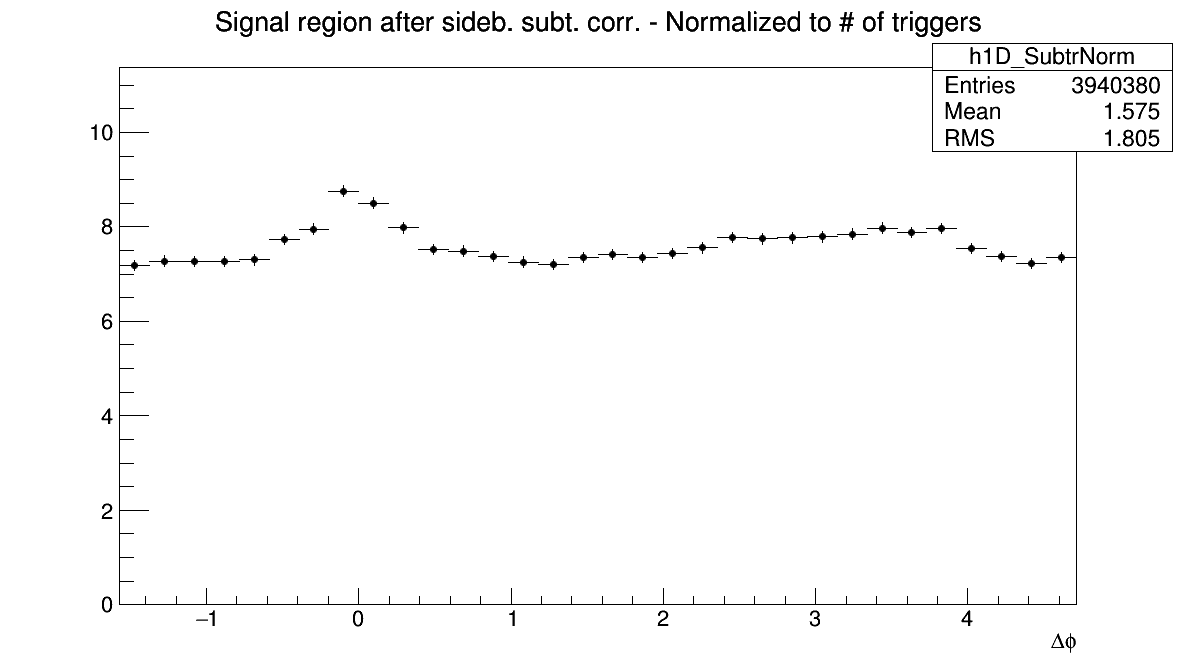 Signal region after sideb. subt. corr. - Normalized to # of triggers
h1D_SubtrNorm
Entries 3940380
Mean 1.575
RMS 1.805
10
8
6
4
2
0
−1 0 1 2 3 4
Δϕ